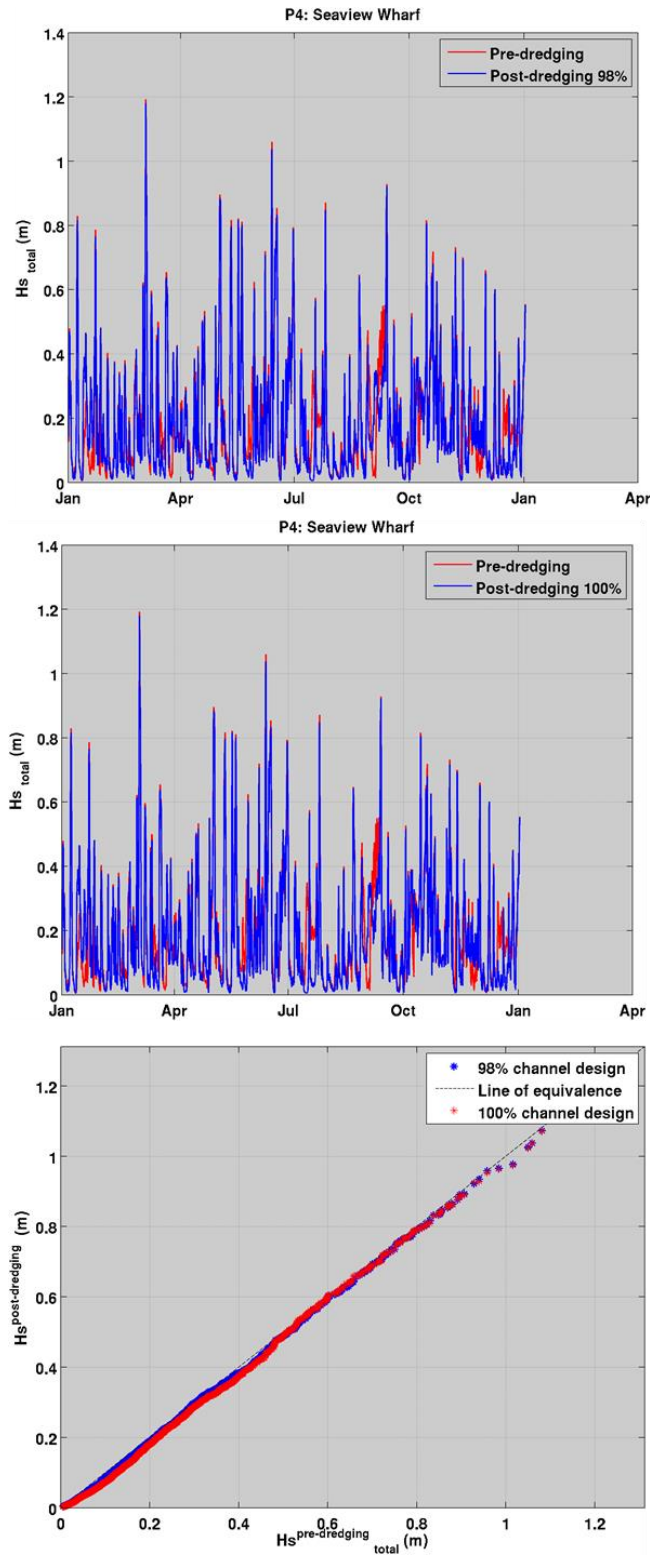 P4: Seaview Wharf
Pre-dredging
Post-dredging 98%
1.4
1.2
1
0.8
0.6
0.4
0.2
0
Hs total (m)
Jan Apr Jul Oct Jan Apr
P4: Seaview Wharf
Pre-dredging
Post-dredging 100%
1.4
1.2
1
0.8
0.6
0.4
0.2
0
Hs total (m)
Jan Apr Jul Oct Jan Apr
98% channel design
Line of equivalence
100% channel design
1.2
1
0.8
0.6
0.4
0.2
0
Hs post-dredging (m)
0 0.2 0.4 0.6 0.8 1 1.2
Hs pre-dredging total (m)